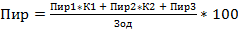 Пир = (Пир1*К1 + Пир2*К2 + Пир3) / Зод * 100